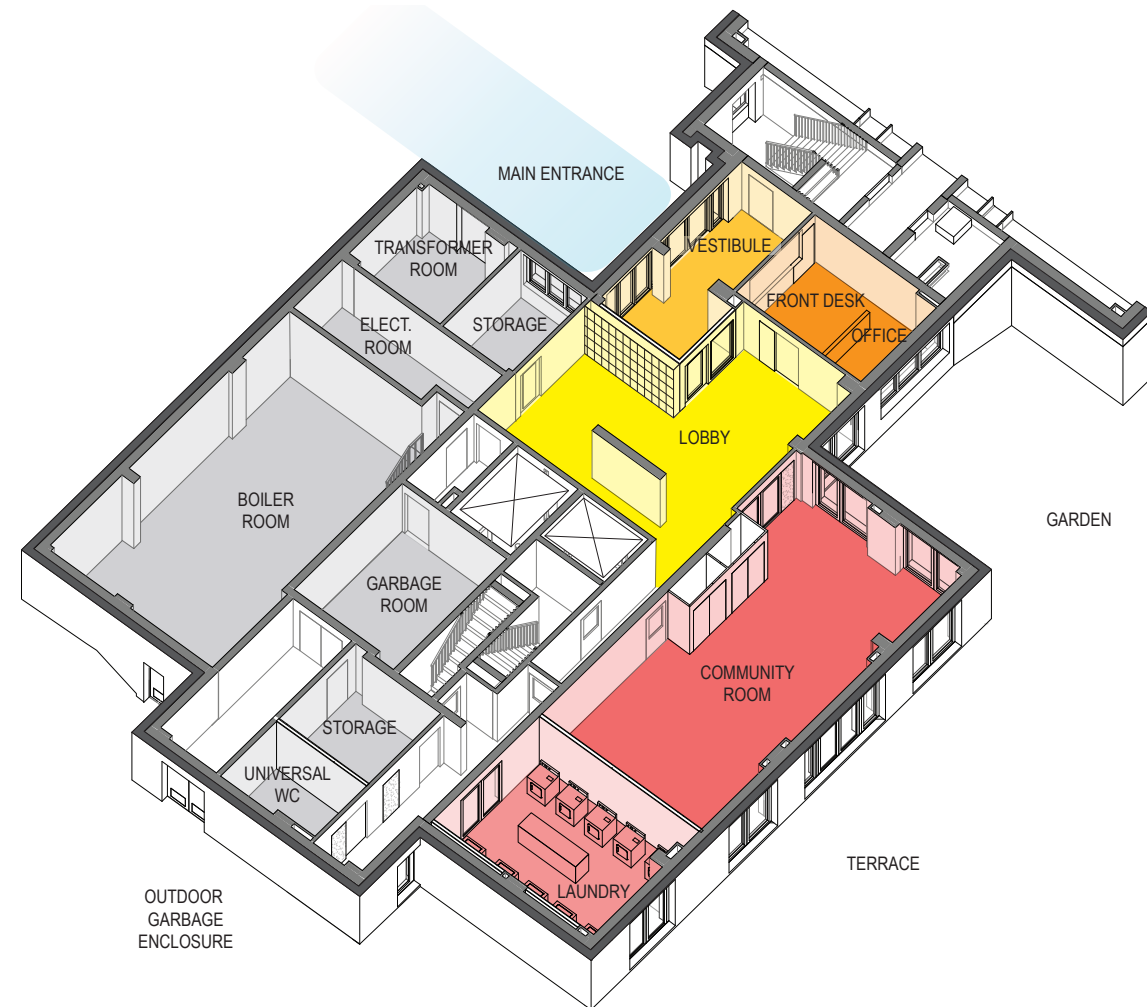 MAIN ENTRANCE
TRANSFORMER
ROOM
VESTIBULE
FRONT DESK
OFFICE
ELECT.
ROOM
STORAGE
LOBBY
BOILER
ROOM
GARDEN
GARBAGE
ROOM
COMMUNITY
ROOM
STORAGE
UNIVERSAL
WC
LAUNDRY
TERRACE
OUTDOOR
GARBAGE
ENCLOSURE